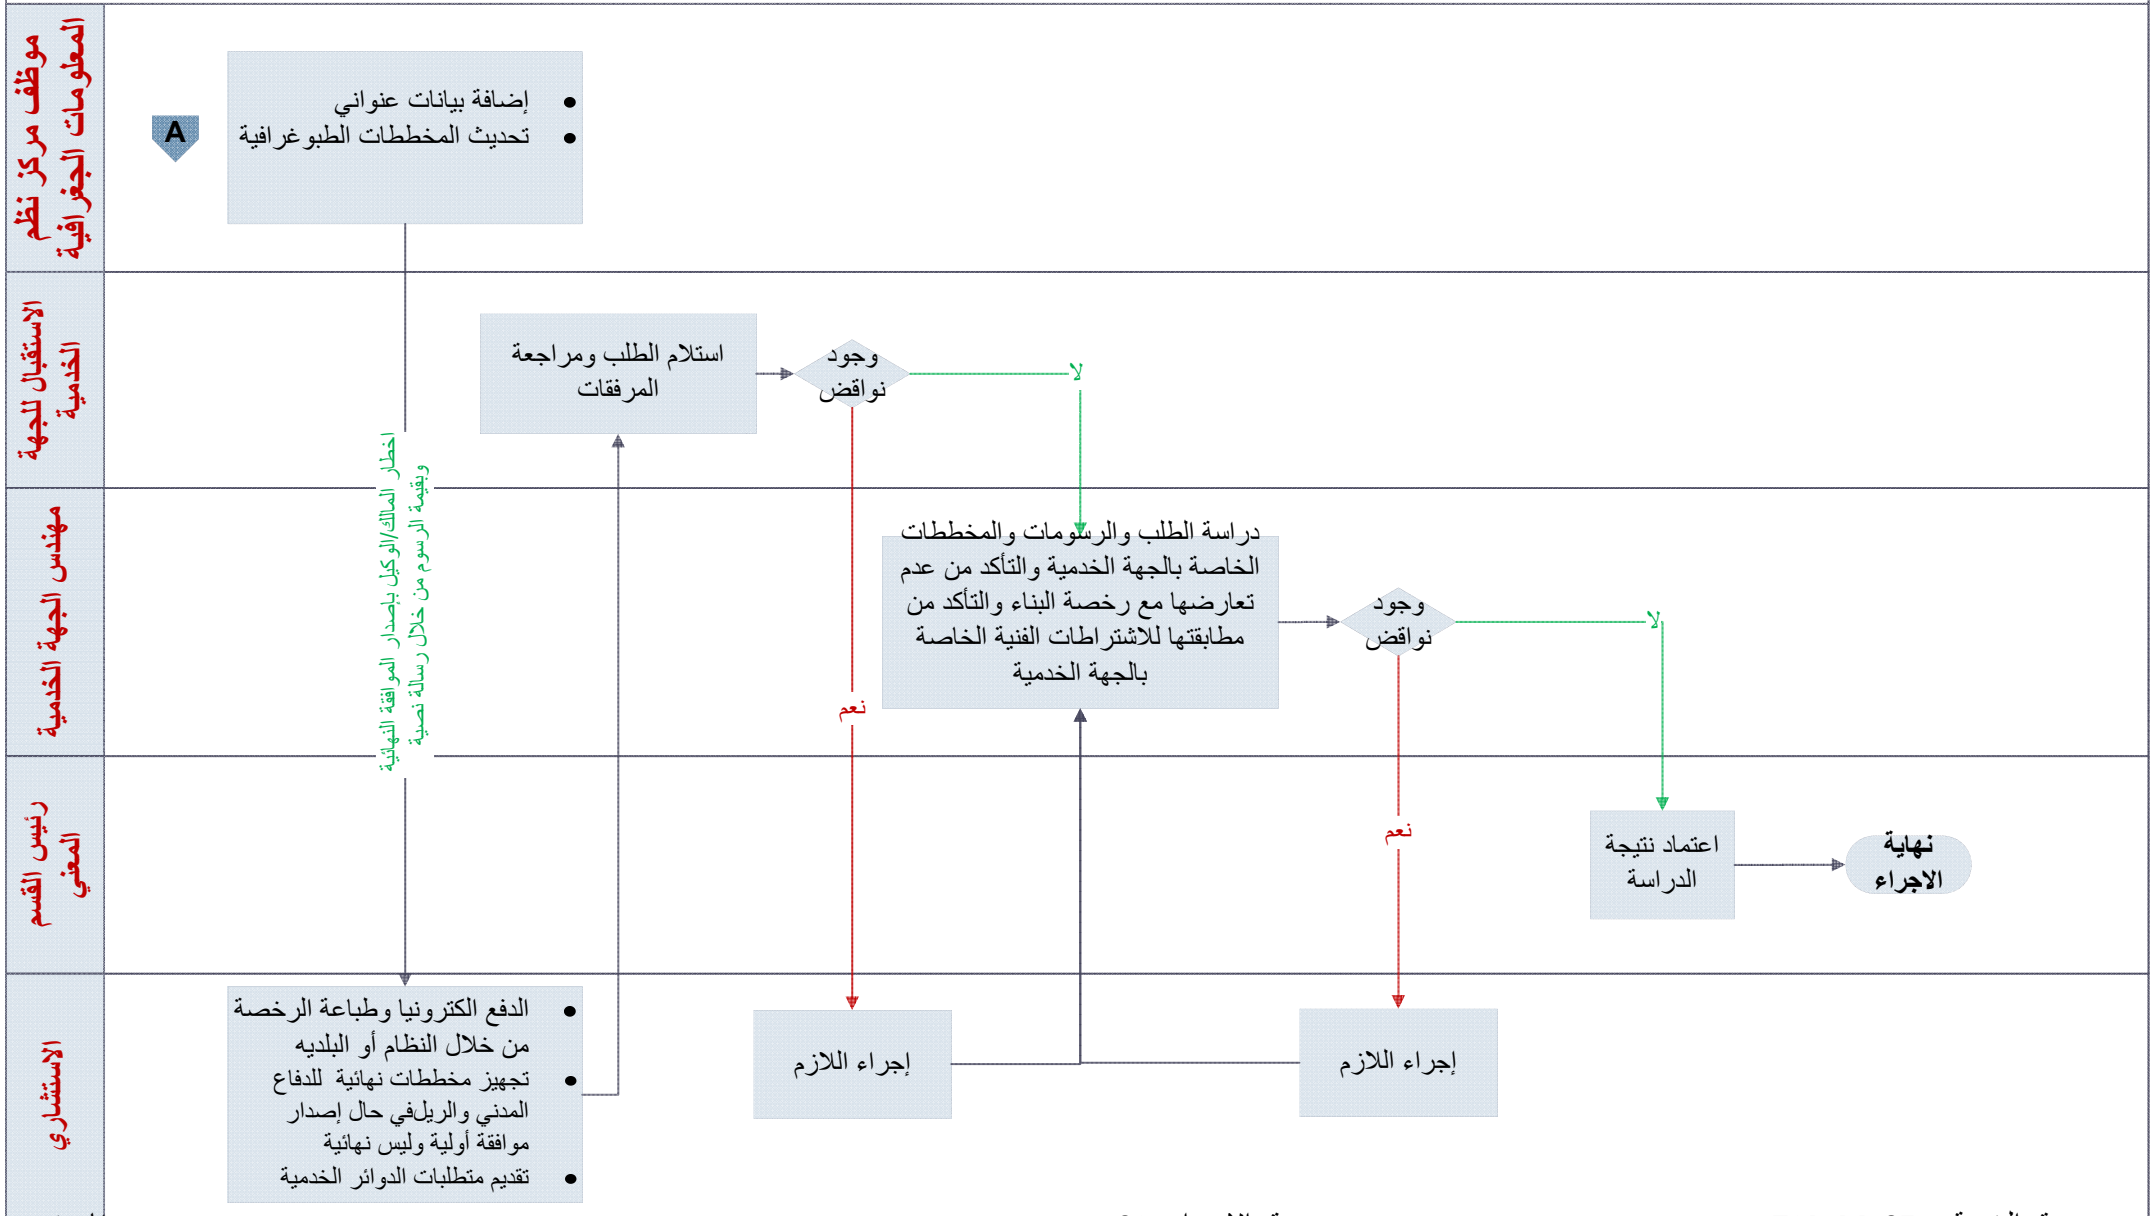 موظف مركز نظم
المعلومات الجغرافية
A
إضافة بيانات عنواني
تحديث المخططات الطبوغرافية
الاستقبال للجهة
الخدمية
استلام الطلب ومراجعة
المرفقات
وجود
نواقض
لا
اخطار المالك/الوكيل بإصدار الموافقة النهائية
وبقيمة الرسوم من خلال رسالة نصية
مهندس الجهة الخدمية
دراسة الطلب والرسومات والمخططات
الخاصة بالجهة الخدمية والتأكد من عدم
تعارضها مع رخصة البناء والتأكد من
مطابقتها للاشتراطات الفنية الخاصة
بالجهة الخدمية
وجود
نواقض
لا
نعم
رئيس القسم
المعني
نعم
اعتماد نتيجة
الدراسة
نهاية
الاجراء
الاستشاري
الدفع الكترونيا وطباعة الرخصة
من خلال النظام أو البلديه
تجهيز مخططات نهائية للدفاع
المدني والريلفي حال إصدار
موافقة أولية وليس نهائية
تقديم متطلبات الدوائر الخدمية
إجراء اللازم
إجراء اللازم